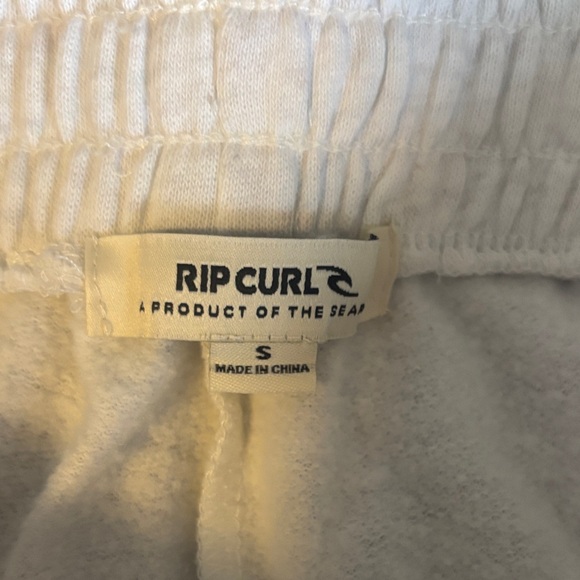 RIP CURL
A PRODUCT OF THE SEA
S
MADE IN CHINA